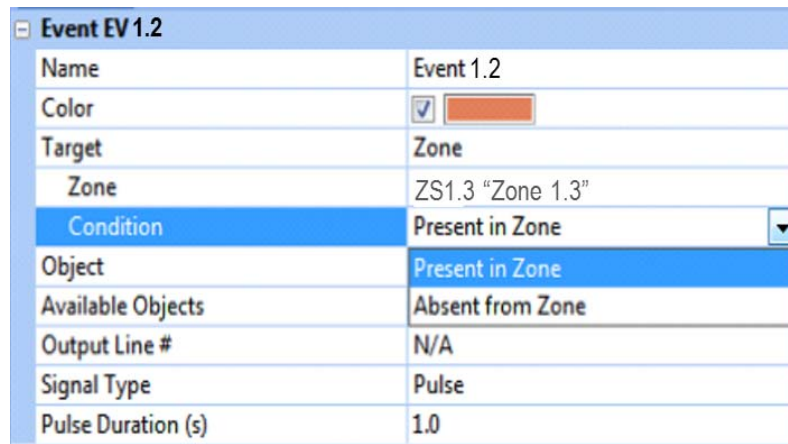 Event EV 1.2
Name Event 1.2
Color
Target Zone
Zone ZS1.3 “Zone 1.3”
Condition Present in Zone
Object Present in Zone
Available Objects Absent from Zone
Output Line # N/A
Signal Type Pulse
Pulse Duration (s) 1.0